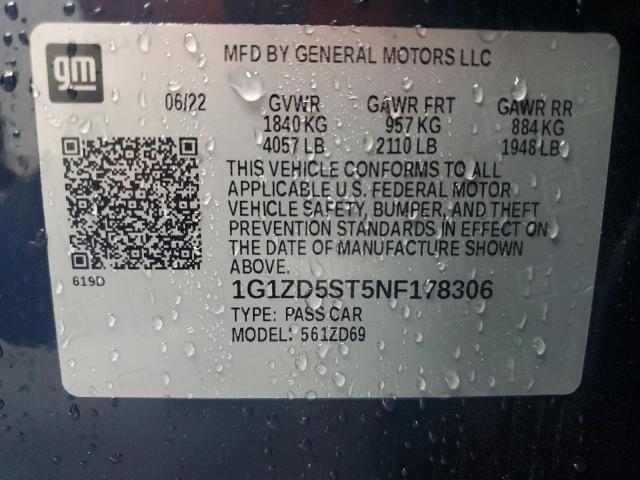 gm
MFD BY GENERAL MOTORS LLC
06/22 GVWR GAWR FRT GAWR RR
1840 KG 957 KG 884 KG
4057 LB 2110 LB 1948 LB
THIS VEHICLE CONFORMS TO ALL
APPLICABLE U.S. FEDERAL MOTOR
VEHICLE SAFETY, BUMPER, AND THEFT
PREVENTION STANDARDS IN EFFECT ON
THE DATE OF MANUFACTURE SHOWN
ABOVE.
619D
1G1ZD5ST5NF178306
TYPE: PASS CAR
MODEL: 561ZD69